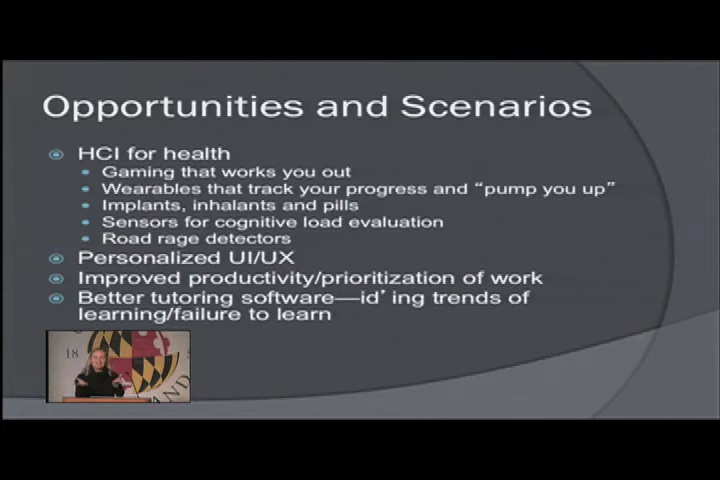 Opportunities and Scenarios
HCI for health
Gaming that works you out
Wearables that track your progress and “pump you up”
Implants, inhalants and pills
Sensors for cognitive load evaluation
Road rage detectors
Personalized UI/UX
Improved productivity/prioritization of work
Better tutoring software—id’ing trends of
learning/failure to learn
18
AND